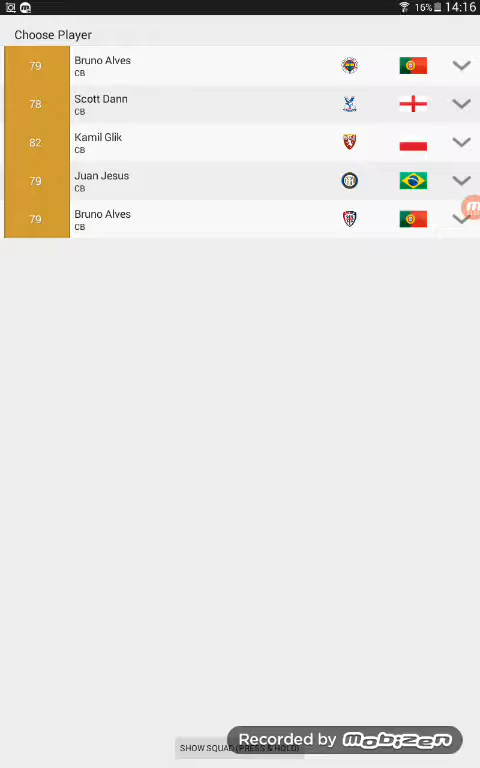 16% 14:16
Choose Player
79 Bruno Alves
CB
78 Scott Dann
CB
82 Kamil Glik
CB
79 Juan Jesus
CB
79 Bruno Alves
CB
SHOW SQUAD (PRESS & HOLD)
Recorded by MOBIZEN